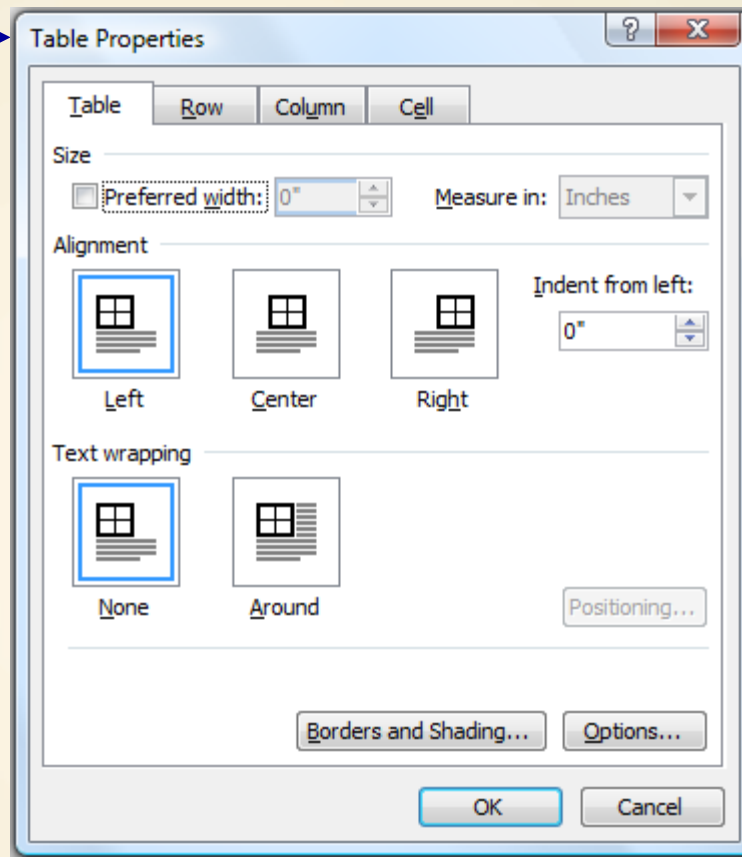 Table Properties
Table Row Column Cell
Size
Preferred width: 0" Measure in: Inches
Alignment
Indent from left:
0"
Left Center Right
Text wrapping
None Around
Positioning...
Borders and Shading... Options...
OK Cancel